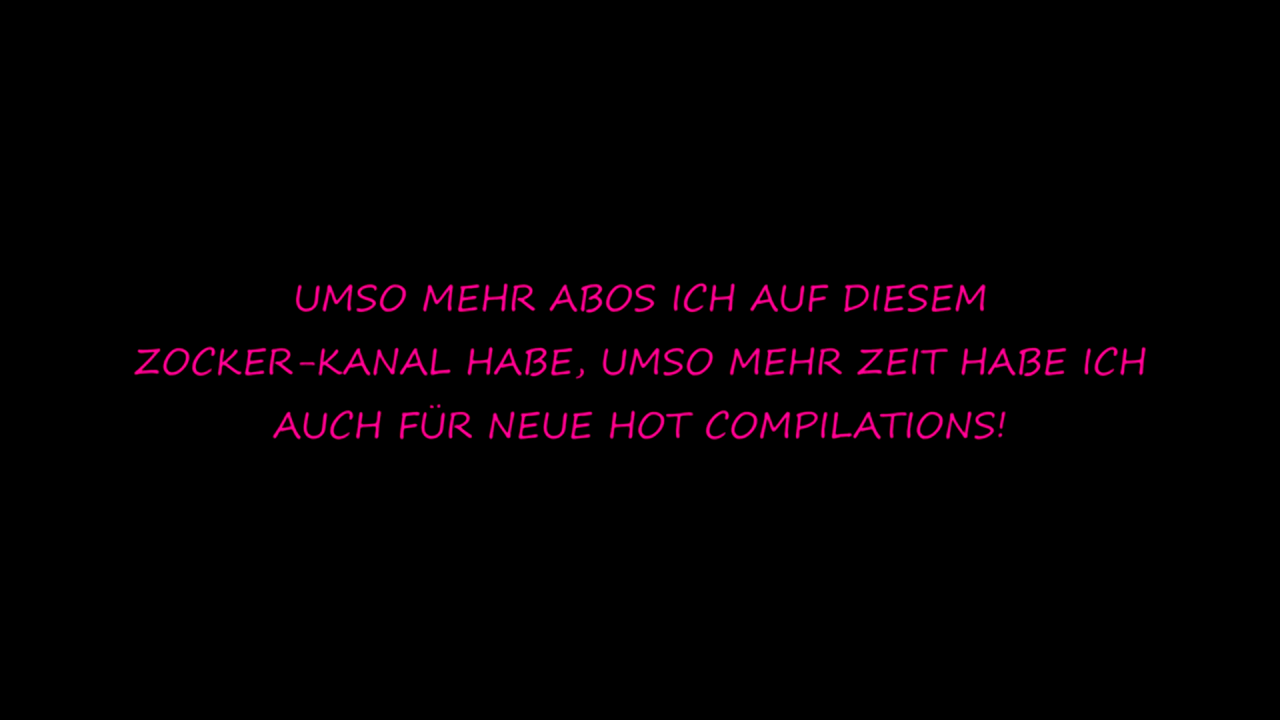 UMSO MEHR ABOS ICH AUF DIESEM
ZOCKER-KANAL HABE, UMSO MEHR ZEIT HABE ICH
AUCH FÜR NEUE HOT COMPILATIONS!